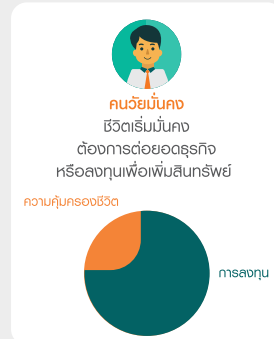 คนวัยมั่นคง
ชีวิตเริ่มมั่นคง
ต้องการต่อยอดธุรกิจ
หรือลงทุนเพื่อเพิ่มสินทรัพย์
ความคุ้มครองชีวิต
การลงทุน